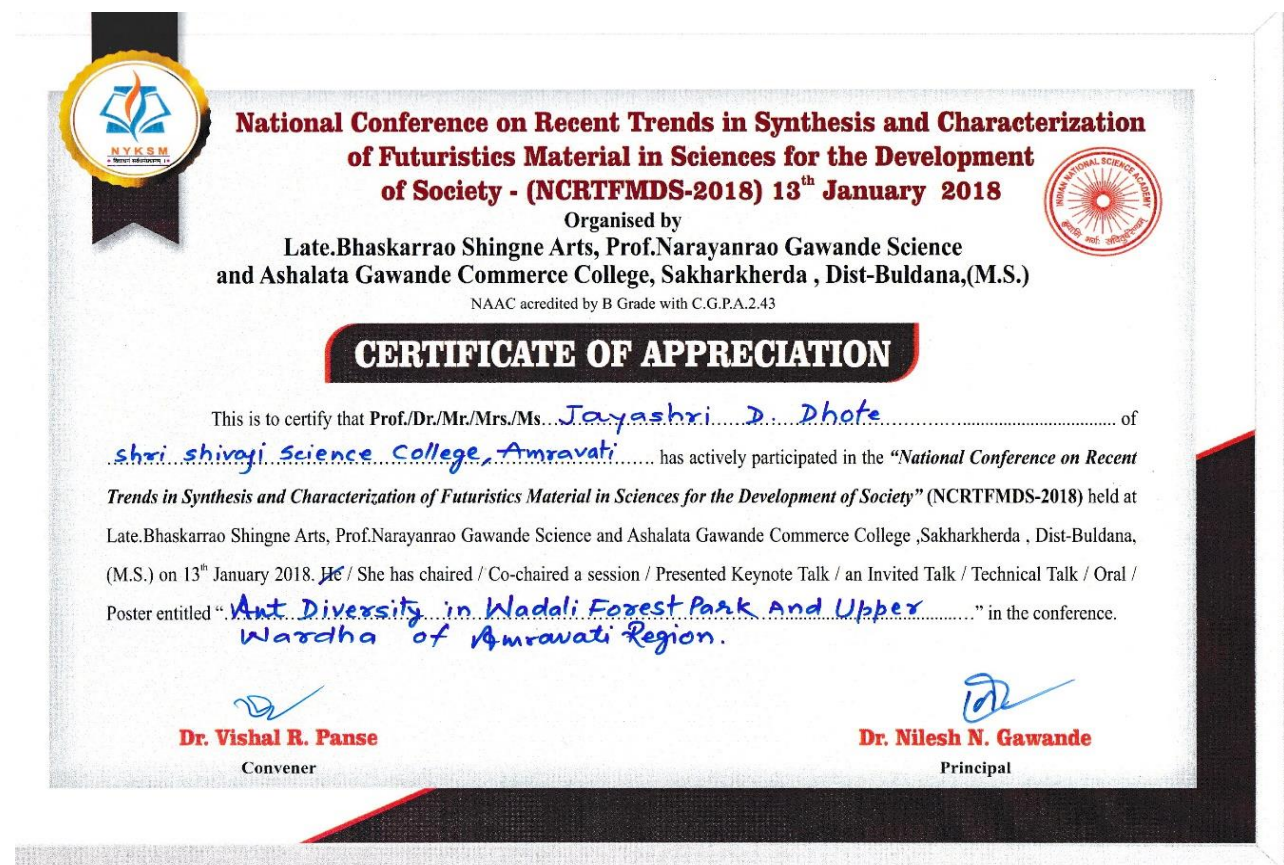 NYKSM
National Conference on Recent Trends in Synthesis and Characterization
of Futuristics Material in Sciences for the Development
of Society - (NCRTFMDS-2018) 13th January 2018
INDIAN NATIONAL SCIENCE ACADEMY
Organised by
Late.Bhaskarrao Shingne Arts, Prof.Narayanrao Gawande Science
and Ashalata Gawande Commerce College, Sakharkherda , Dist-Buldana,(M.S.)
NAAC acredited by B Grade with C.G.P.A.2.43
CERTIFICATE OF APPRECIATION
This is to certify that Prof./Dr./Mr./Mrs./Ms...Jayashri D. Dhote... of
shri shivaji Science College, Amravati... has actively participated in the “National Conference on Recent
Trends in Synthesis and Characterization of Futuristics Material in Sciences for the Development of Society” (NCRTFMDS-2018) held at
Late.Bhaskarrao Shingne Arts, Prof.Narayanrao Gawande Science and Ashalata Gawande Commerce College ,Sakharkherda , Dist-Buldana,
(M.S.) on 13th January 2018. He / She has chaired / Co-chaired a session / Presented Keynote Talk / an Invited Talk / Technical Talk / Oral /
Poster entitled “Ant Diversity in Wadali Forest Park And Upper...” in the conference.
Wardha of Amravati Region.
Dr. Vishal R. Panse
Convener
Dr. Nilesh N. Gawande
Principal